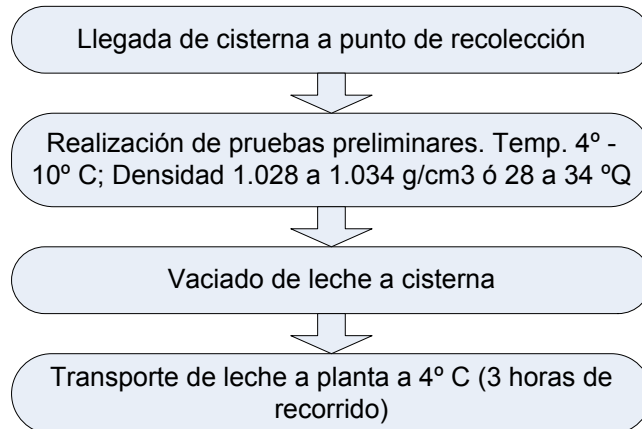 Llegada de cisterna a punto de recolección
Realización de pruebas preliminares. Temp. 4º -
10º C; Densidad 1.028 a 1.034 g/cm3 ó 28 a 34 ºQ
Vaciado de leche a cisterna
Transporte de leche a planta a 4º C (3 horas de
recorrido)